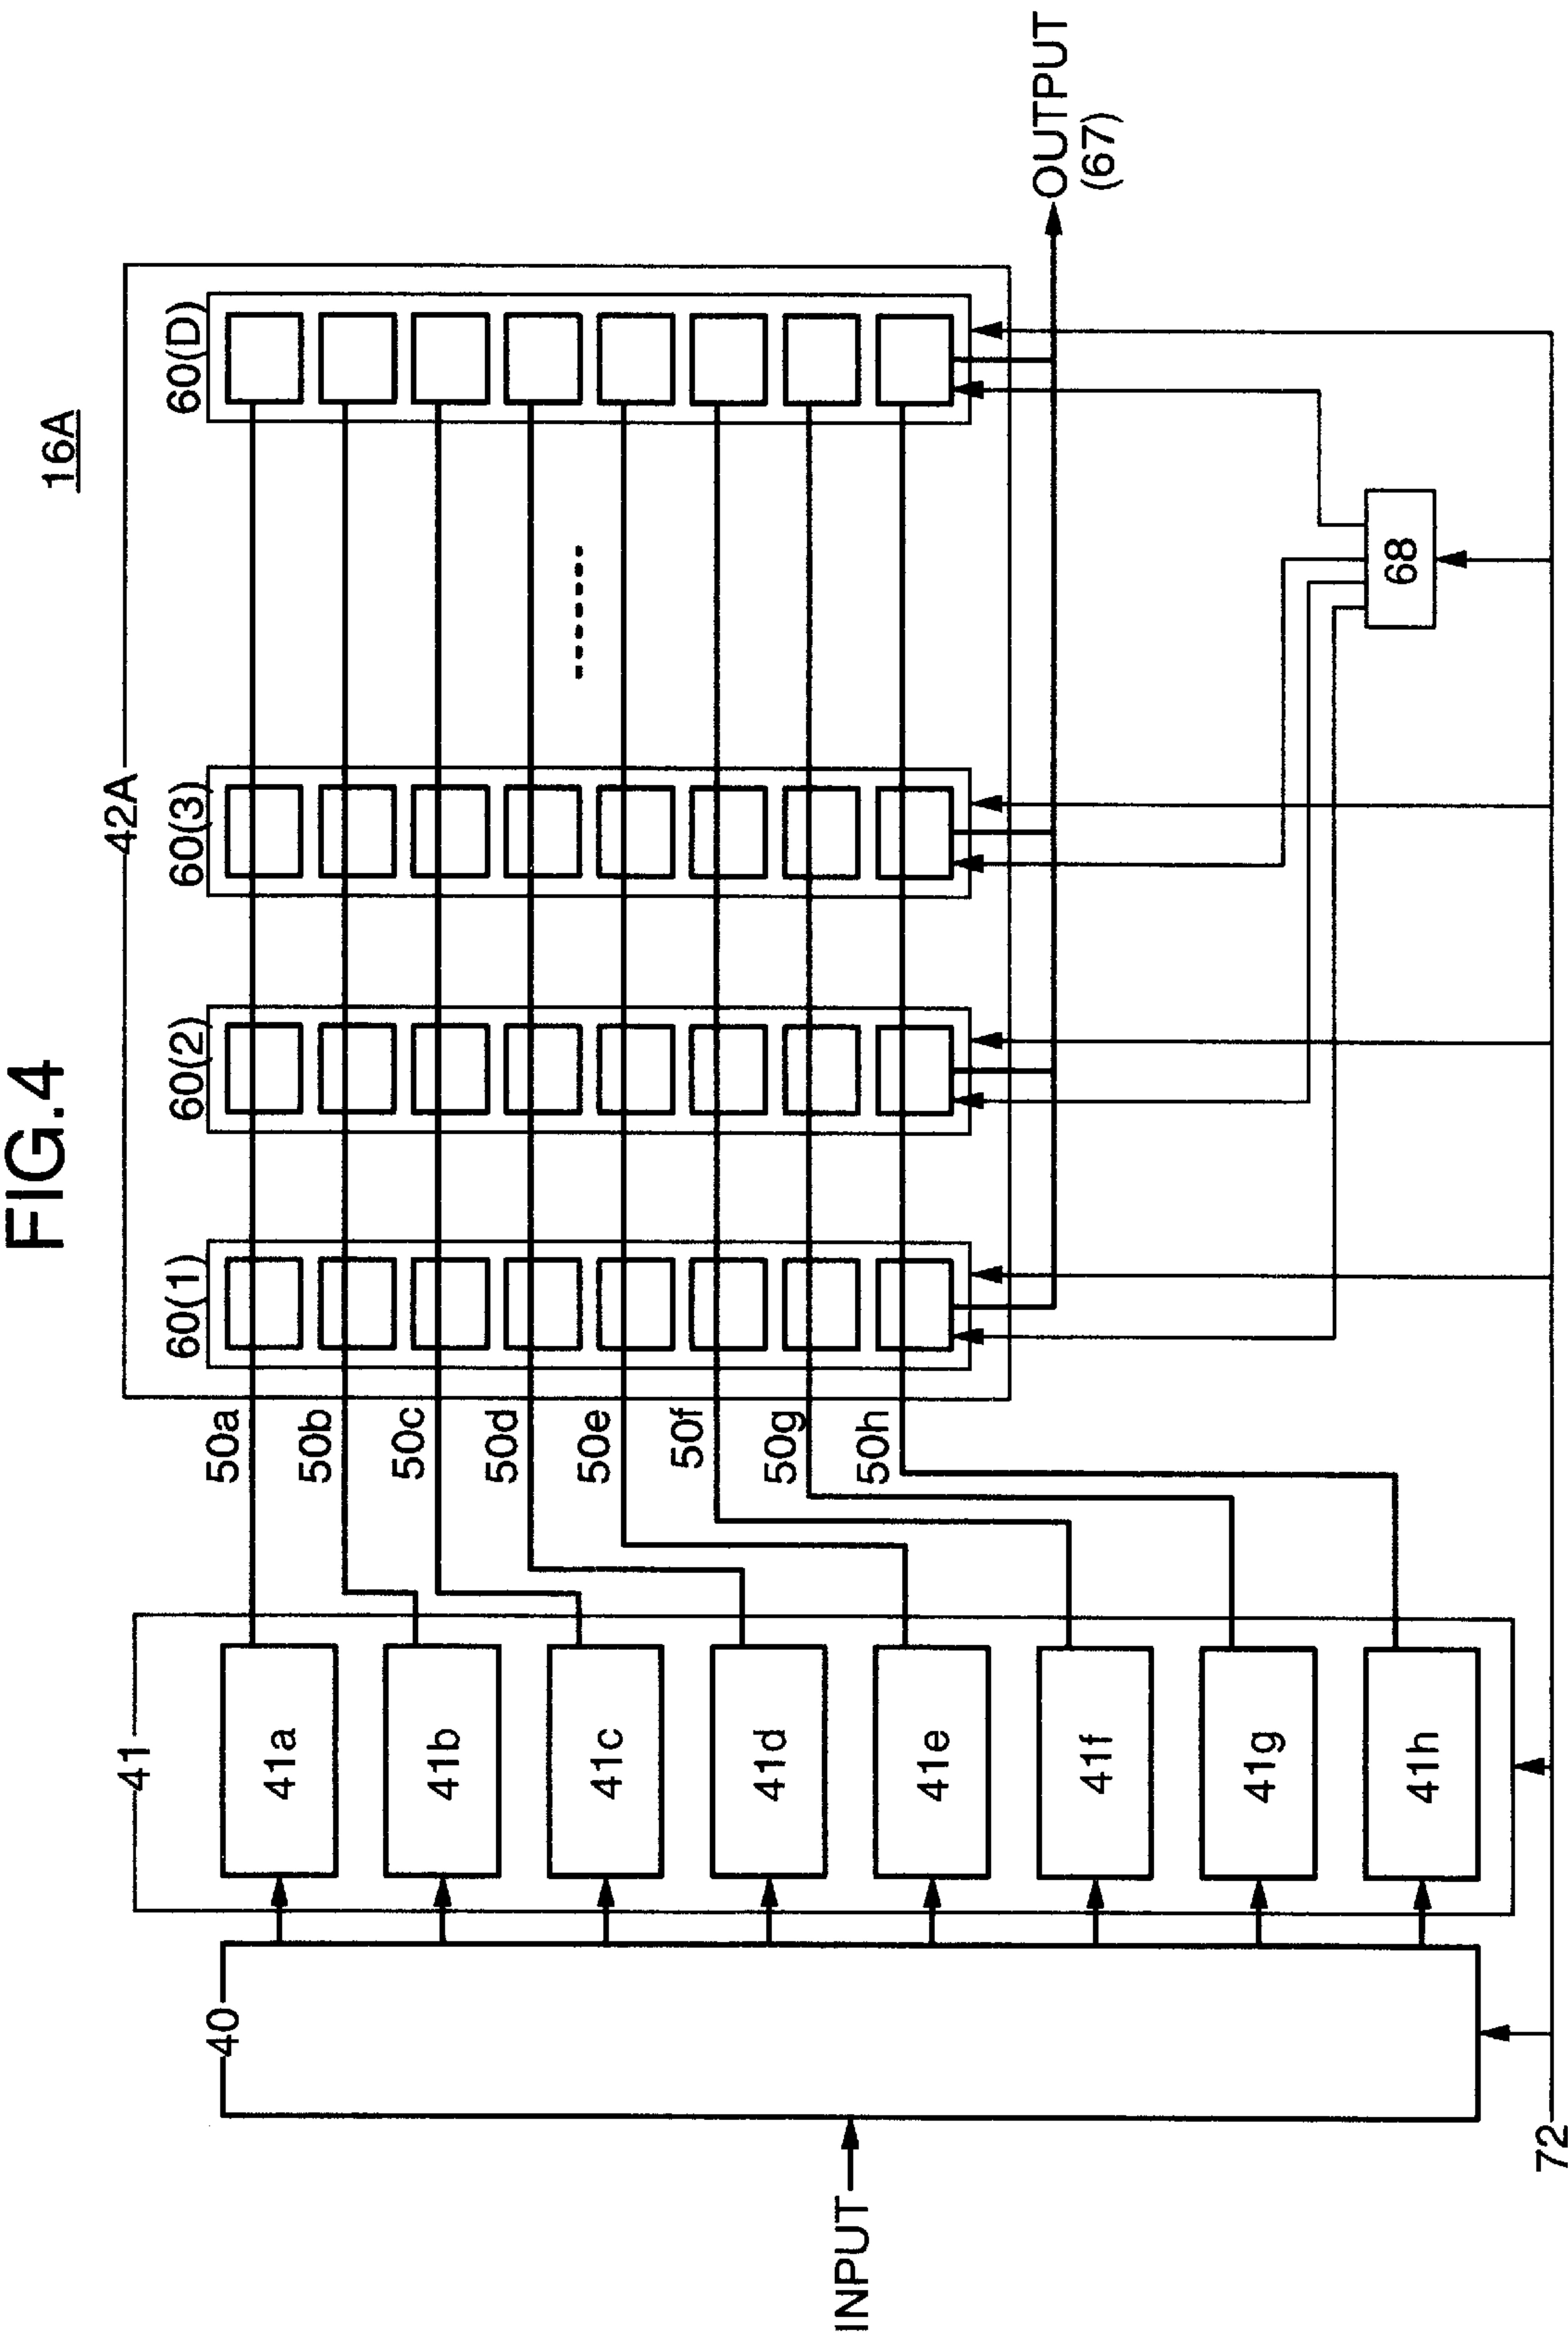 FIG.4
16A
42A
60(1)
60(2)
60(3)
60(D)
50a
50b
50c
50d
50e
50f
50g
50h
41
41a
41b
41c
41d
41e
41f
41g
41h
40
INPUT
OUTPUT
(67)
68
72